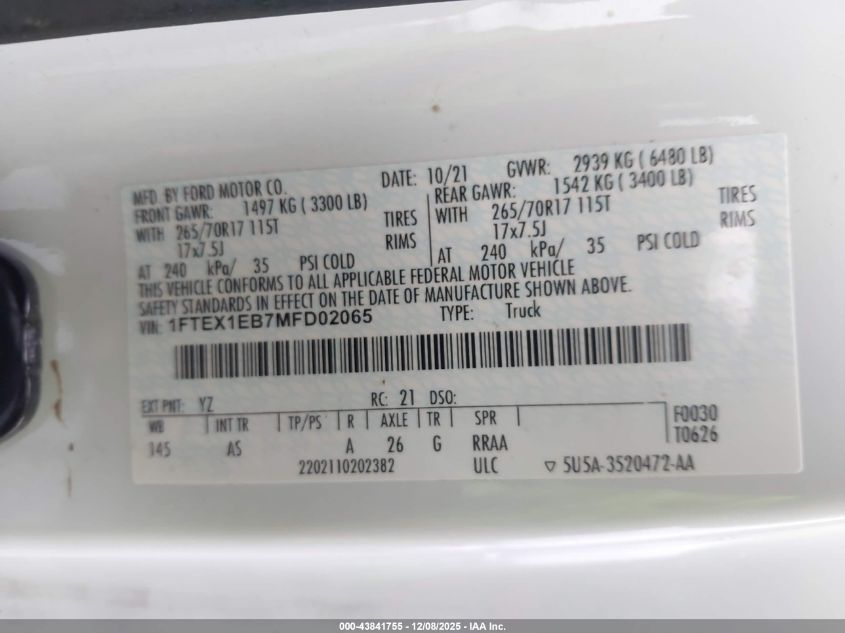 MFD. BY FORD MOTOR CO. DATE: 10/21 GVWR: 2939 KG ( 6480 LB)
FRONT GAWR: 1497 KG ( 3300 LB) REAR GAWR: 1542 KG ( 3400 LB)
WITH 265/70R17 115T TIRES WITH 265/70R17 115T TIRES
17x7.5J RIMS 17x7.5J RIMS
AT 240 kPa/ 35 PSI COLD AT 240 kPa/ 35 PSI COLD
THIS VEHICLE CONFORMS TO ALL APPLICABLE FEDERAL MOTOR VEHICLE
SAFETY STANDARDS IN EFFECT ON THE DATE OF MANUFACTURE SHOWN ABOVE.
VIN: 1FTEX1EB7MFD02065 TYPE: Truck
EXT PNT: YZ RC: 21 DSO:
WB INT TR TP/PS R AXLE TR SPR F0030
145 AS A 26 G RRAA T0626
2202110202382 ULC ▽ 5U5A-3520472-AA
000-43841755 - 12/08/2025 - IAA Inc.